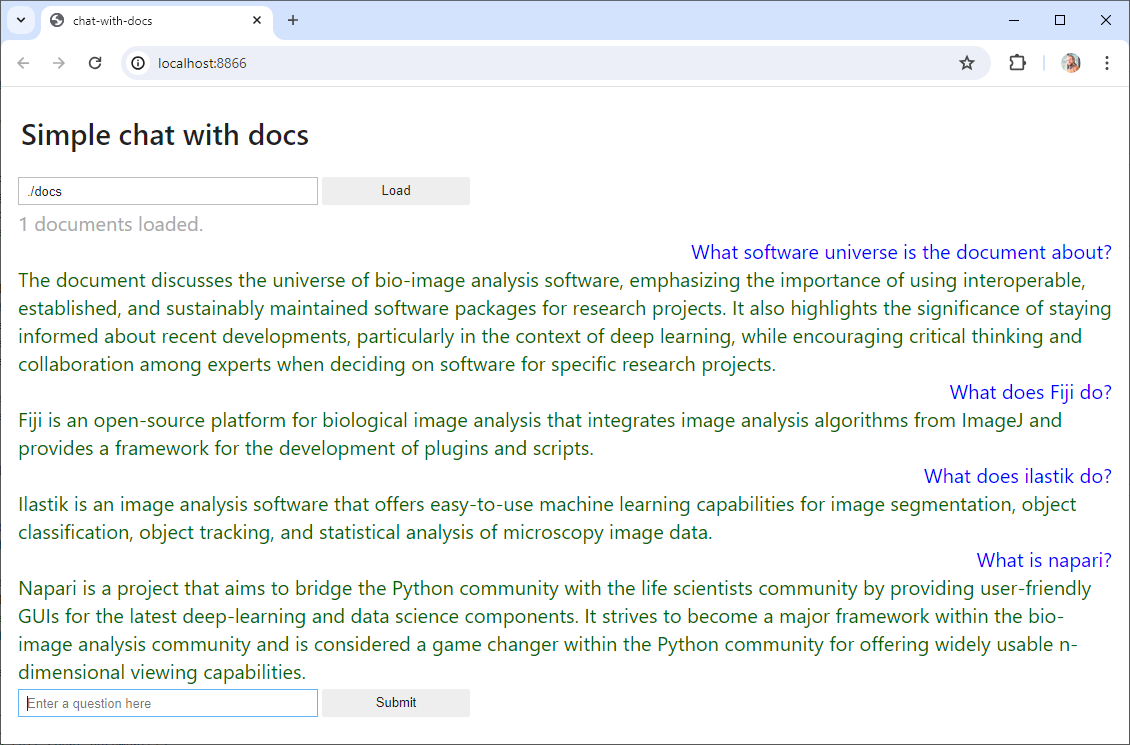 chat-with-docs
localhost:8866
Simple chat with docs
./docs
Load
1 documents loaded.
What software universe is the document about?
The document discusses the universe of bio-image analysis software, emphasizing the importance of using interoperable,
established, and sustainably maintained software packages for research projects. It also highlights the significance of staying
informed about recent developments, particularly in the context of deep learning, while encouraging critical thinking and
collaboration among experts when deciding on software for specific research projects.
What does Fiji do?
Fiji is an open-source platform for biological image analysis that integrates image analysis algorithms from ImageJ and
provides a framework for the development of plugins and scripts.
What does ilastik do?
Ilastik is an image analysis software that offers easy-to-use machine learning capabilities for image segmentation, object
classification, object tracking, and statistical analysis of microscopy image data.
What is napari?
Napari is a project that aims to bridge the Python community with the life scientists community by providing user-friendly
GUIs for the latest deep-learning and data science components. It strives to become a major framework within the bio-
image analysis community and is considered a game changer within the Python community for offering widely usable n-
dimensional viewing capabilities.
Enter a question here
Submit